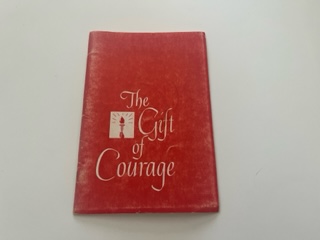 The
Gift
of
Courage